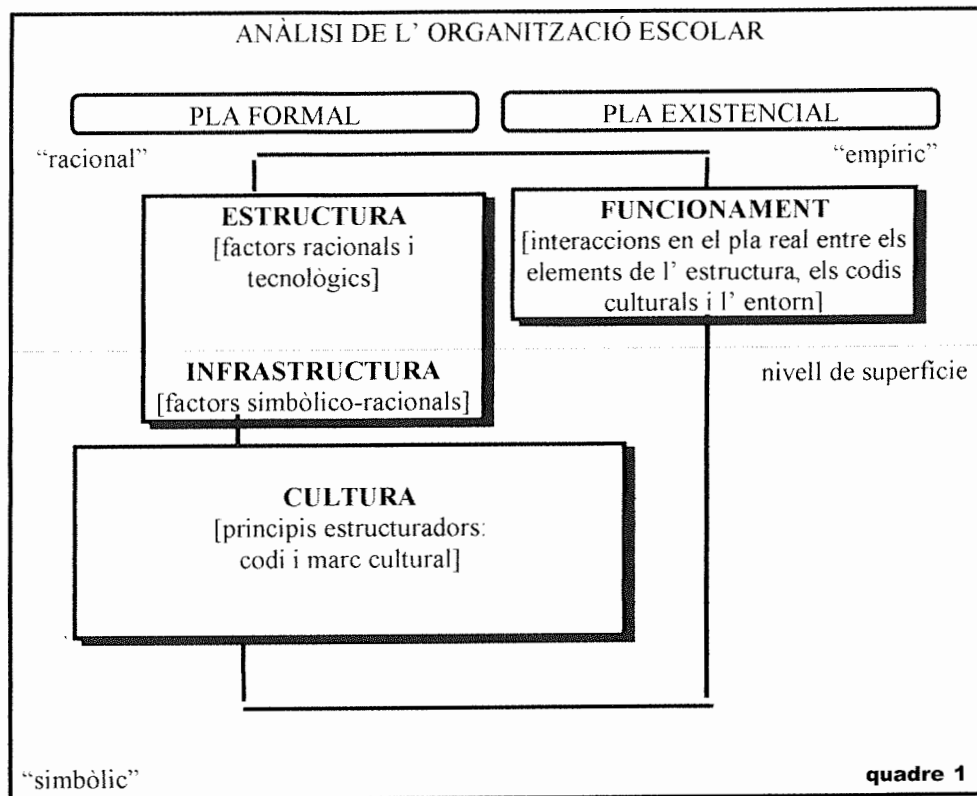 ANÀLISI DE L' ORGANITZACIÓ ESCOLAR
PLA FORMAL
PLA EXISTENCIAL
“racional”
“empíric”
ESTRUCTURA
[factors racionals i
tecnològics]
FUNCIONAMENT
[interaccions en el pla real entre els
elements de l' estructura, els codis
culturals i l' entorn]
INFRASTRUCTURA
[factors simbòlico-racionals]
nivell de superficie
CULTURA
[principis estructuradors:
codi i marc cultural]
“simbòlic”
quadre 1